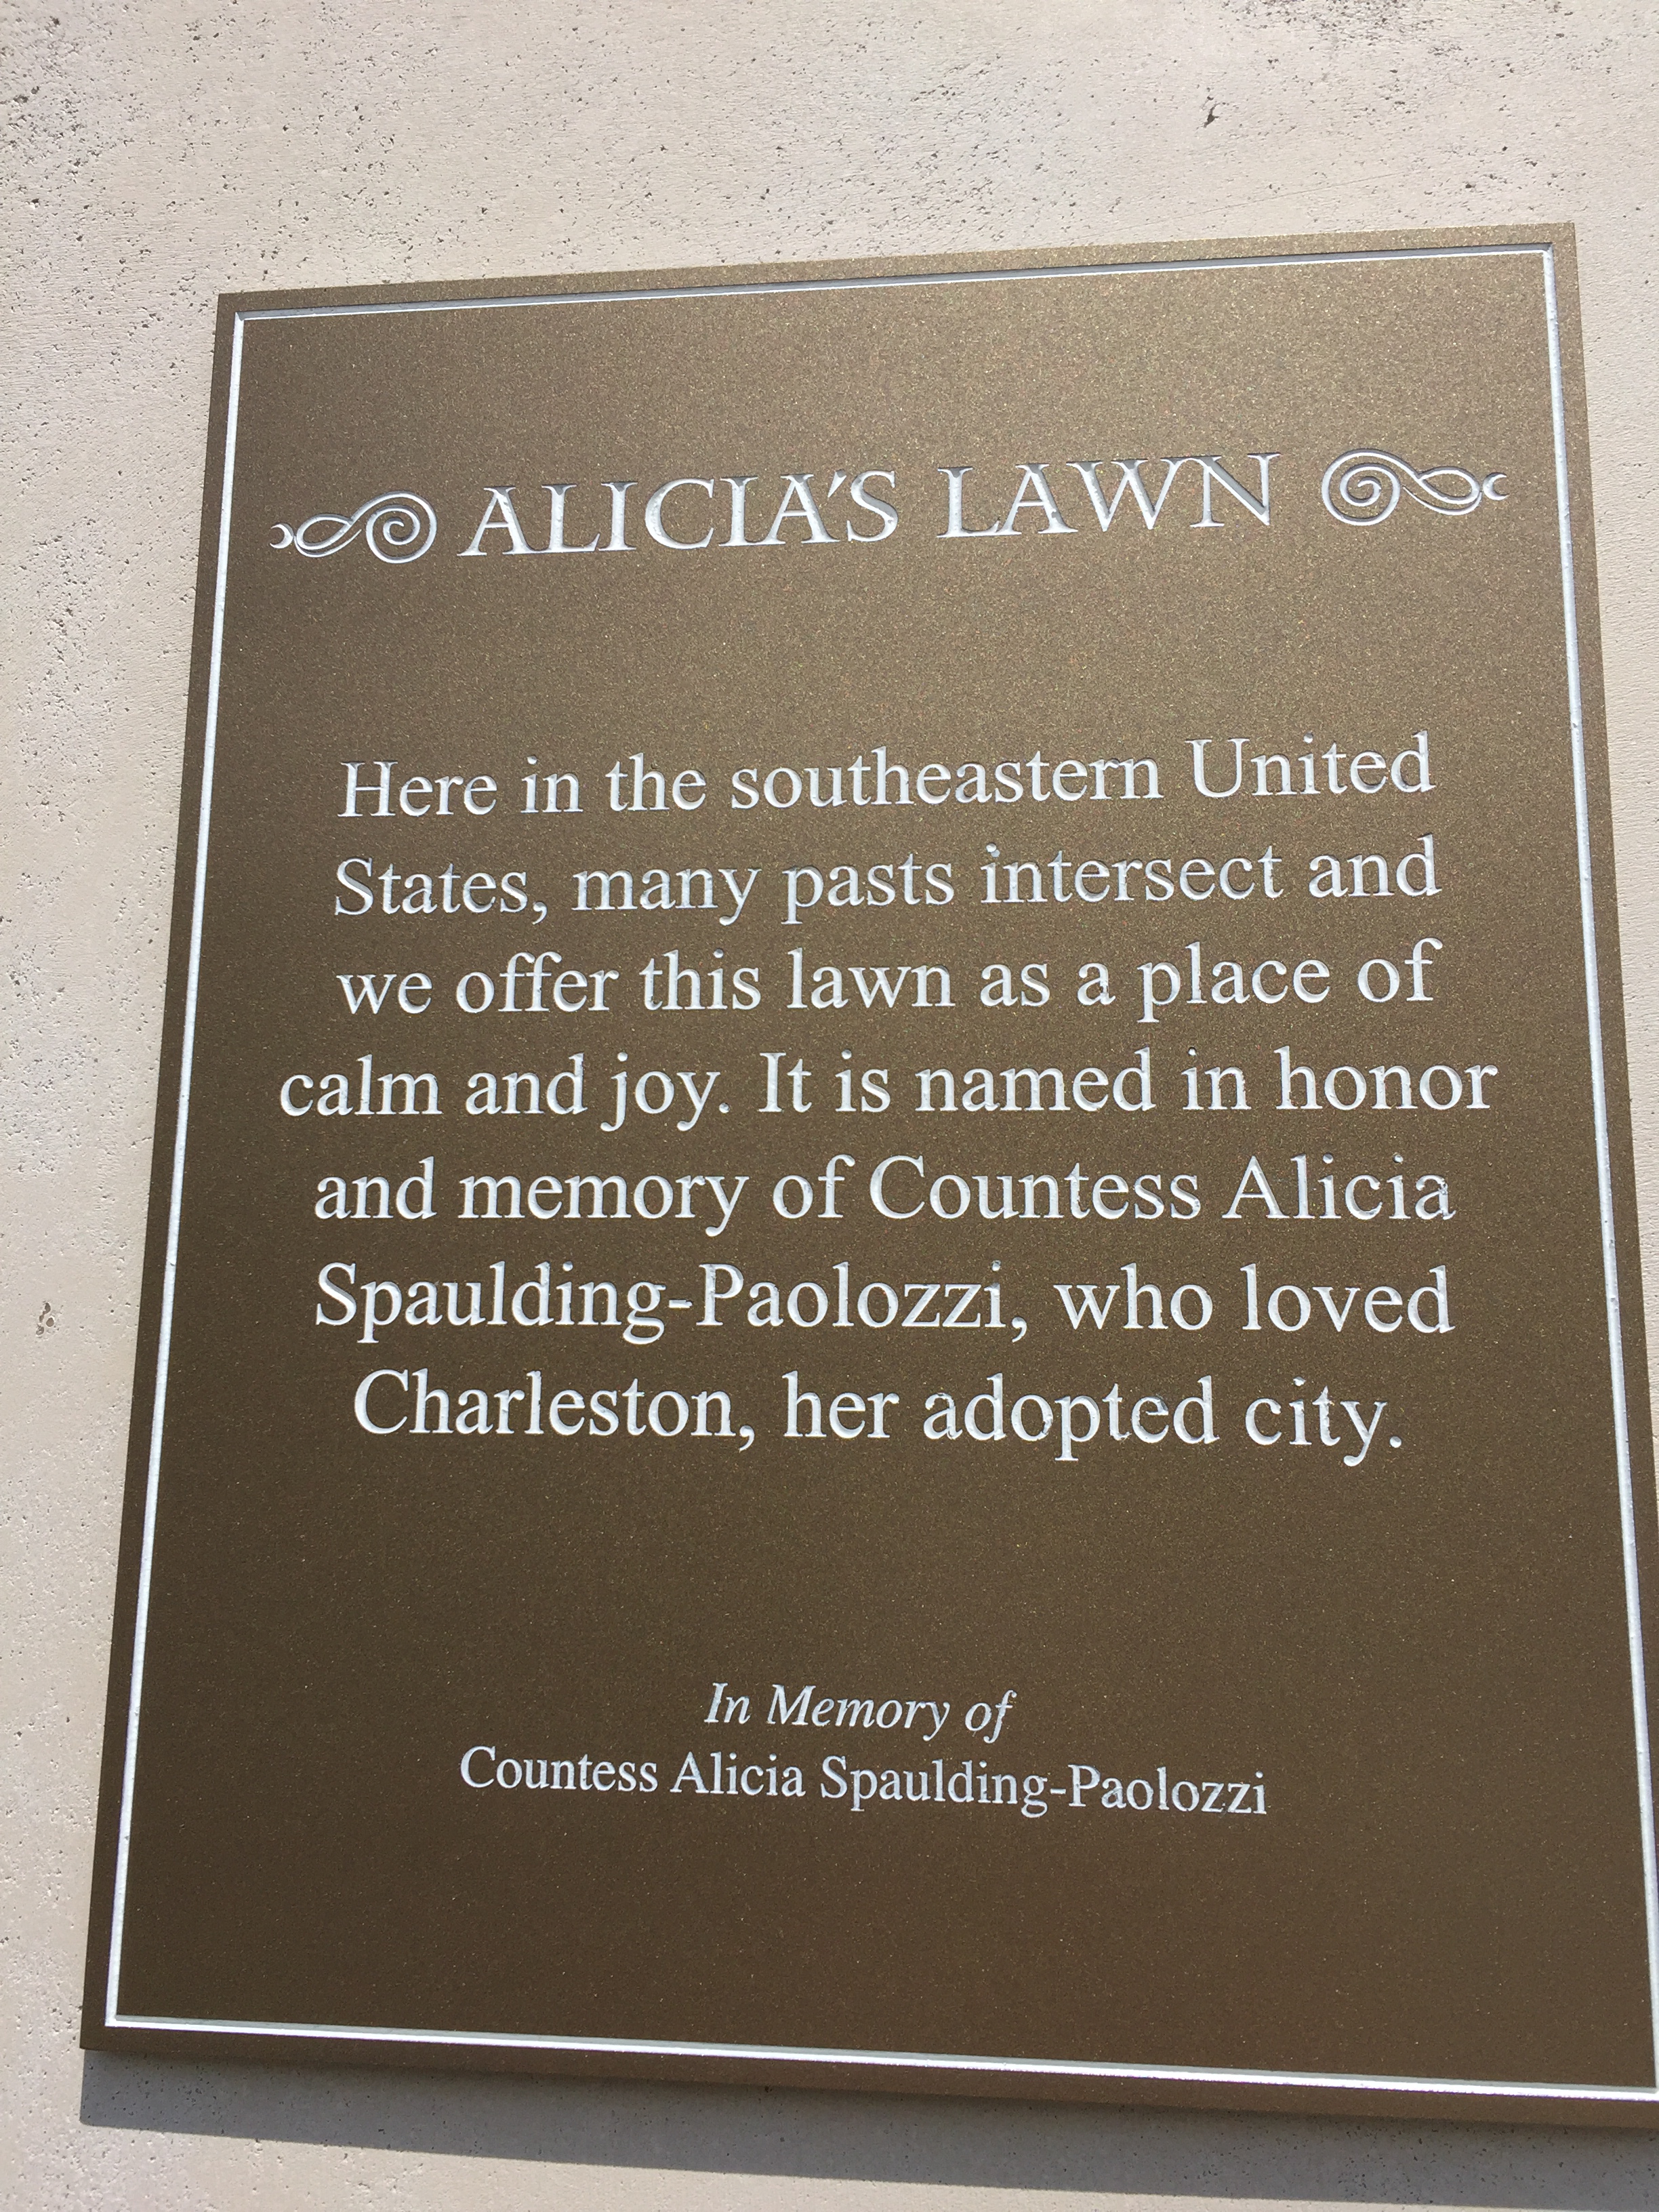 ALICIA'S LAWN
Here in the southeastern United
States, many pasts intersect and
we offer this lawn as a place of
calm and joy. It is named in honor
and memory of Countess Alicia
Spaulding-Paolozzi, who loved
Charleston, her adopted city.
In Memory of
Countess Alicia Spaulding-Paolozzi